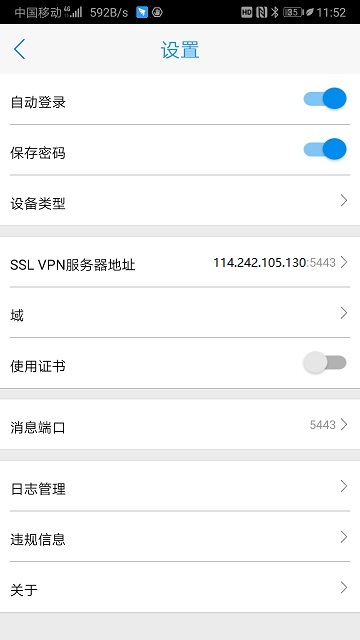 中国移动 4G 592B/s HD 35 11:52
设置
自动登录
保存密码
设备类型
SSL VPN服务器地址 114.242.105.130:5443
域
使用证书
消息端口 5443
日志管理
违规信息
关于